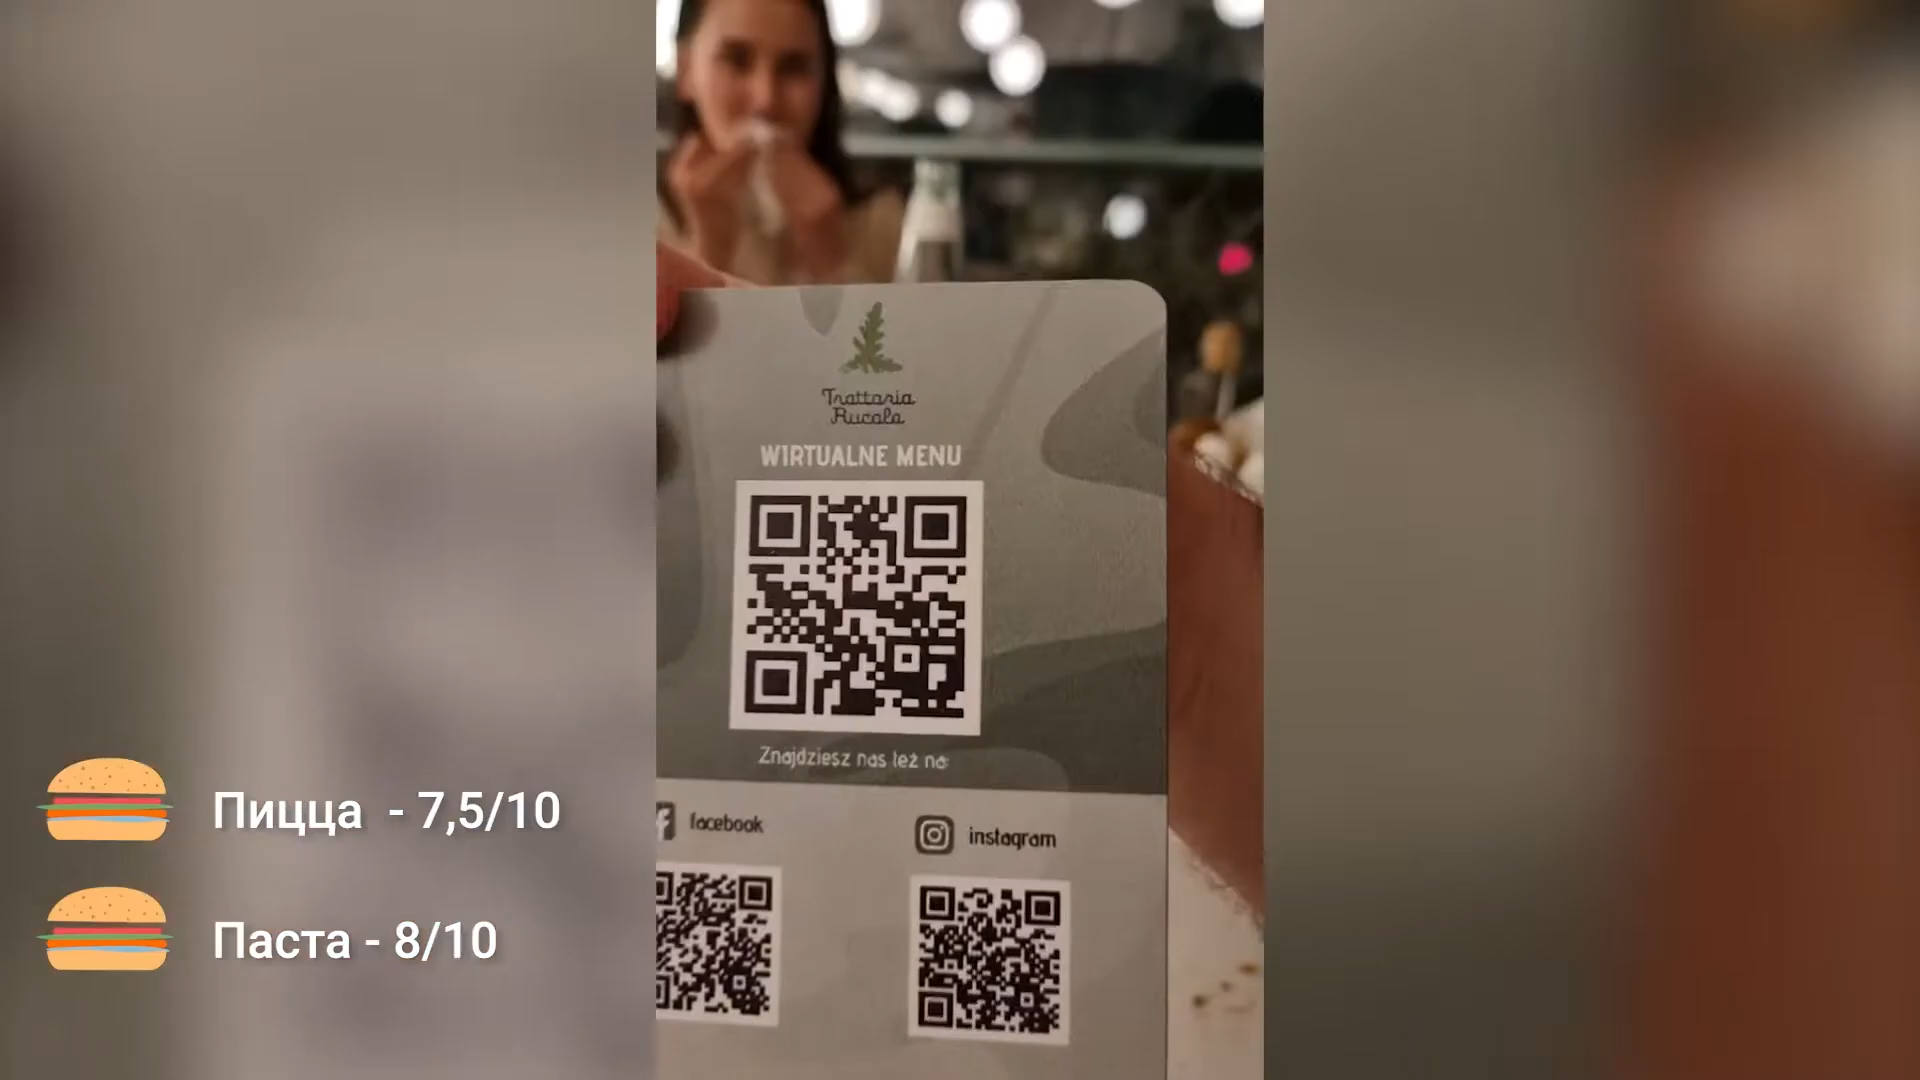 Trattoria
Rucola
WIRTUALNE MENU
Znajdziesz nas też na:
facebook
instagram
Пицца - 7,5/10
Паста - 8/10